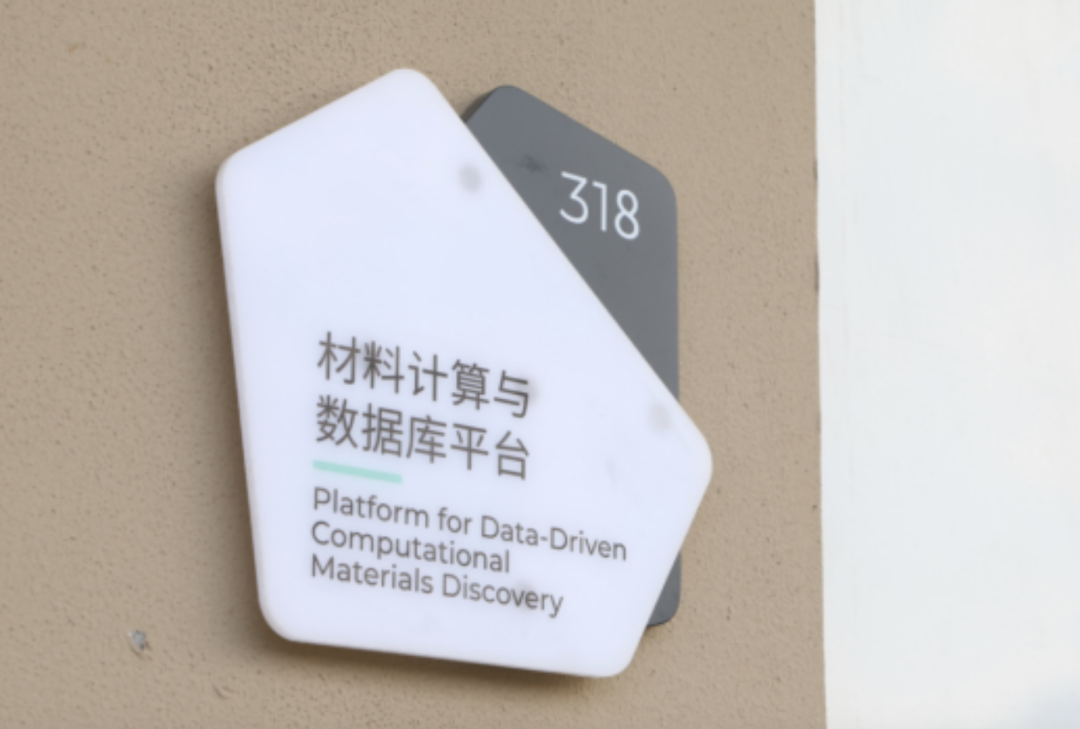 318
材料计算与
数据库平台
Platform for Data-Driven
Computational
Materials Discovery